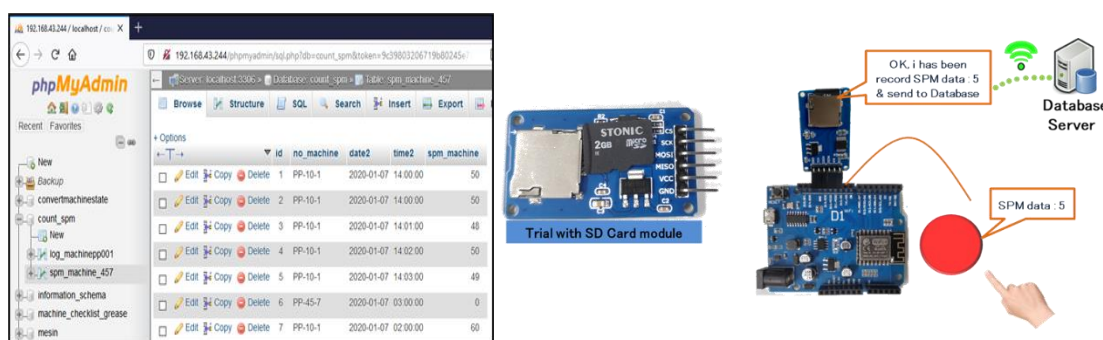 192.168.43.244 / localhost / co
192.168.43.244/phpmyadmin/sql.php?db=count_spm&token=9c39803206719b80245e7
phpMyAdmin
Recent Favorites
New
Backup
convertmachinestate
count_spm
New
log_machinepp001
spm_machine_457
information_schema
machine_checklist_grease
mesin
Server: localhost:3306 » Database: count_spm » Table: spm_machine_457
Browse Structure SQL Search Insert Export
+ Options
←T→ id no_machine date2 time2 spm_machine
Edit Copy Delete 1 PP-10-1 2020-01-07 14:00:00 50
Edit Copy Delete 2 PP-10-1 2020-01-07 14:00:00 50
Edit Copy Delete 3 PP-10-1 2020-01-07 14:01:00 48
Edit Copy Delete 4 PP-10-1 2020-01-07 14:02:00 50
Edit Copy Delete 5 PP-10-1 2020-01-07 14:03:00 49
Edit Copy Delete 6 PP-45-7 2020-01-07 03:00:00 0
Edit Copy Delete 7 PP-10-1 2020-01-07 02:00:00 60
STONIC
2GB
micro
CS
SCK
MOSI
MISO
VCC
GND
C2
Trial with SD Card module
OK, i has been
record SPM data : 5
& send to Database
Database
Server
D1
SPM data : 5